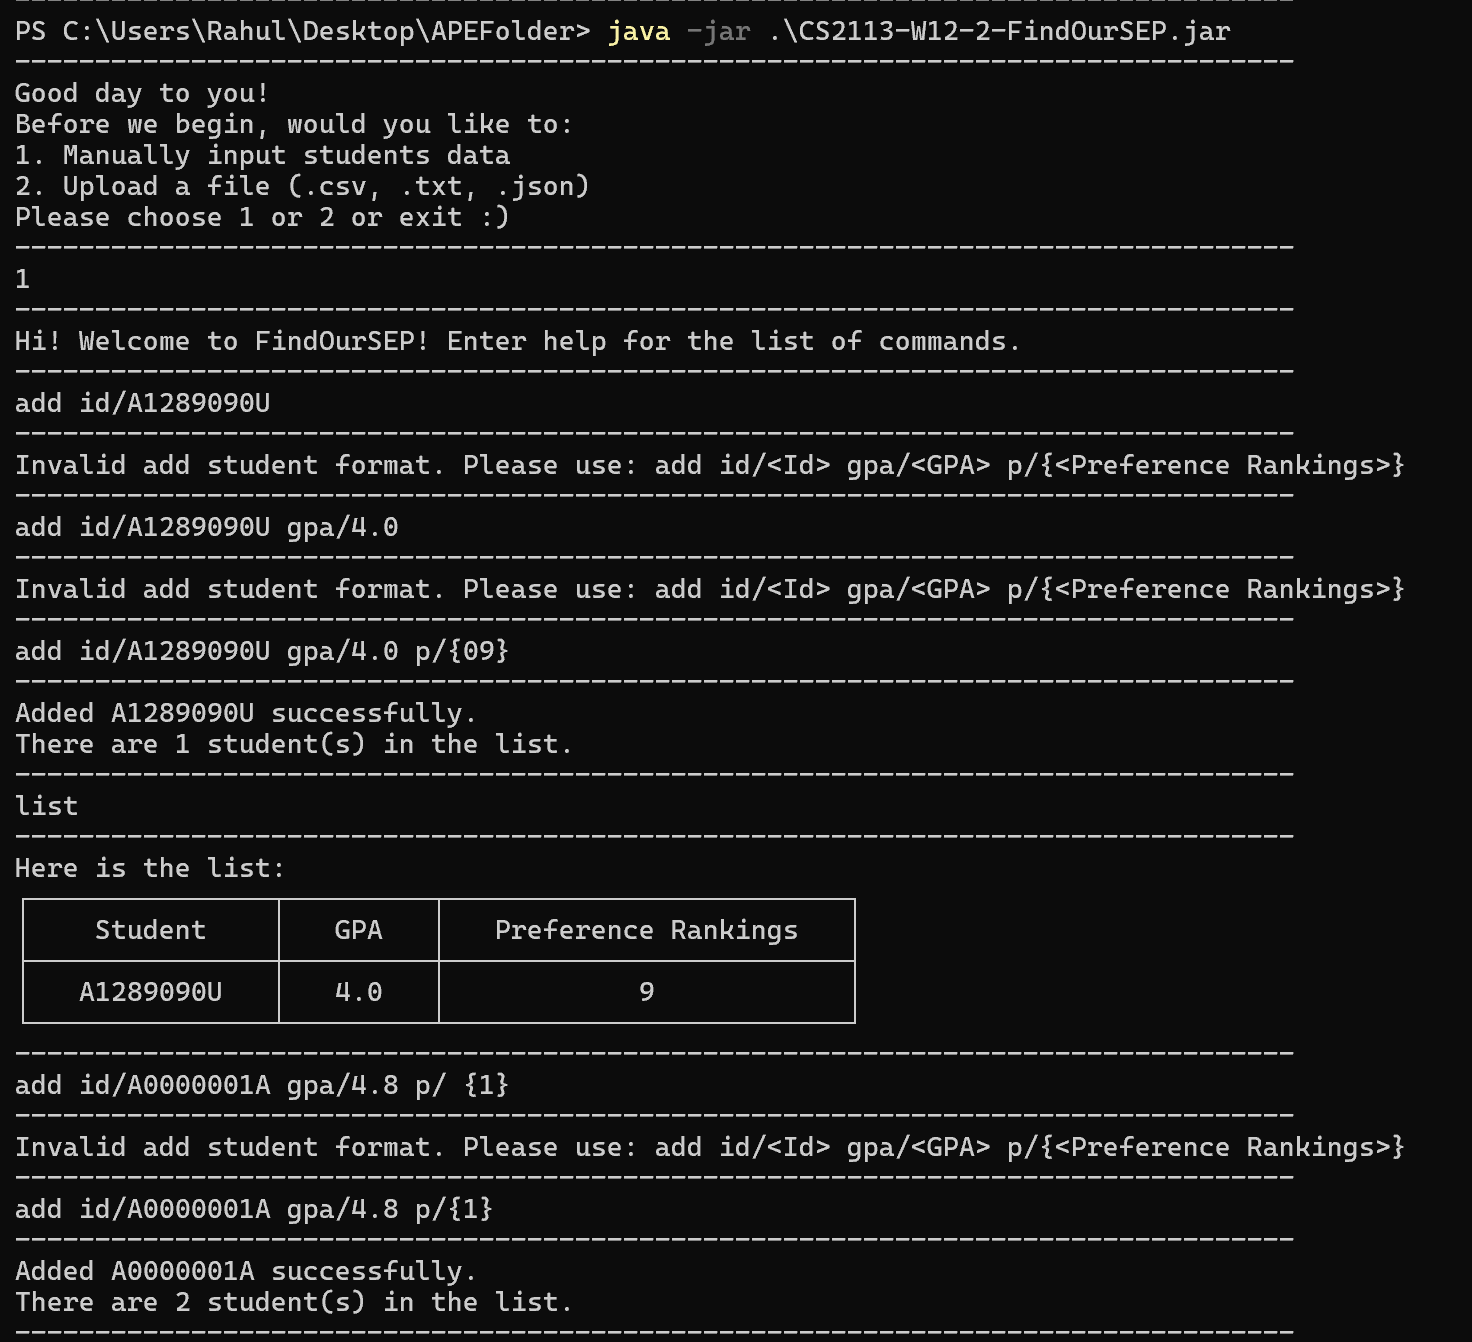 --------------------------------------------------------------------------------
PS C:\Users\Rahul\Desktop\APEFolder> java -jar .\CS2113-W12-2-FindOurSEP.jar
--------------------------------------------------------------------------------
Good day to you!
Before we begin, would you like to:
1. Manually input students data
2. Upload a file (.csv, .txt, .json)
Please choose 1 or 2 or exit :)
--------------------------------------------------------------------------------
1
--------------------------------------------------------------------------------
Hi! Welcome to FindOurSEP! Enter help for the list of commands.
--------------------------------------------------------------------------------
add id/A1289090U
--------------------------------------------------------------------------------
Invalid add student format. Please use: add id/<Id> gpa/<GPA> p/{<Preference Rankings>}
--------------------------------------------------------------------------------
add id/A1289090U gpa/4.0
--------------------------------------------------------------------------------
Invalid add student format. Please use: add id/<Id> gpa/<GPA> p/{<Preference Rankings>}
--------------------------------------------------------------------------------
add id/A1289090U gpa/4.0 p/{09}
--------------------------------------------------------------------------------
Added A1289090U successfully.
There are 1 student(s) in the list.
--------------------------------------------------------------------------------
list
--------------------------------------------------------------------------------
Here is the list:
Student GPA Preference Rankings
A1289090U 4.0 9
--------------------------------------------------------------------------------
add id/A0000001A gpa/4.8 p/ {1}
--------------------------------------------------------------------------------
Invalid add student format. Please use: add id/<Id> gpa/<GPA> p/{<Preference Rankings>}
--------------------------------------------------------------------------------
add id/A0000001A gpa/4.8 p/{1}
--------------------------------------------------------------------------------
Added A0000001A successfully.
There are 2 student(s) in the list.
--------------------------------------------------------------------------------